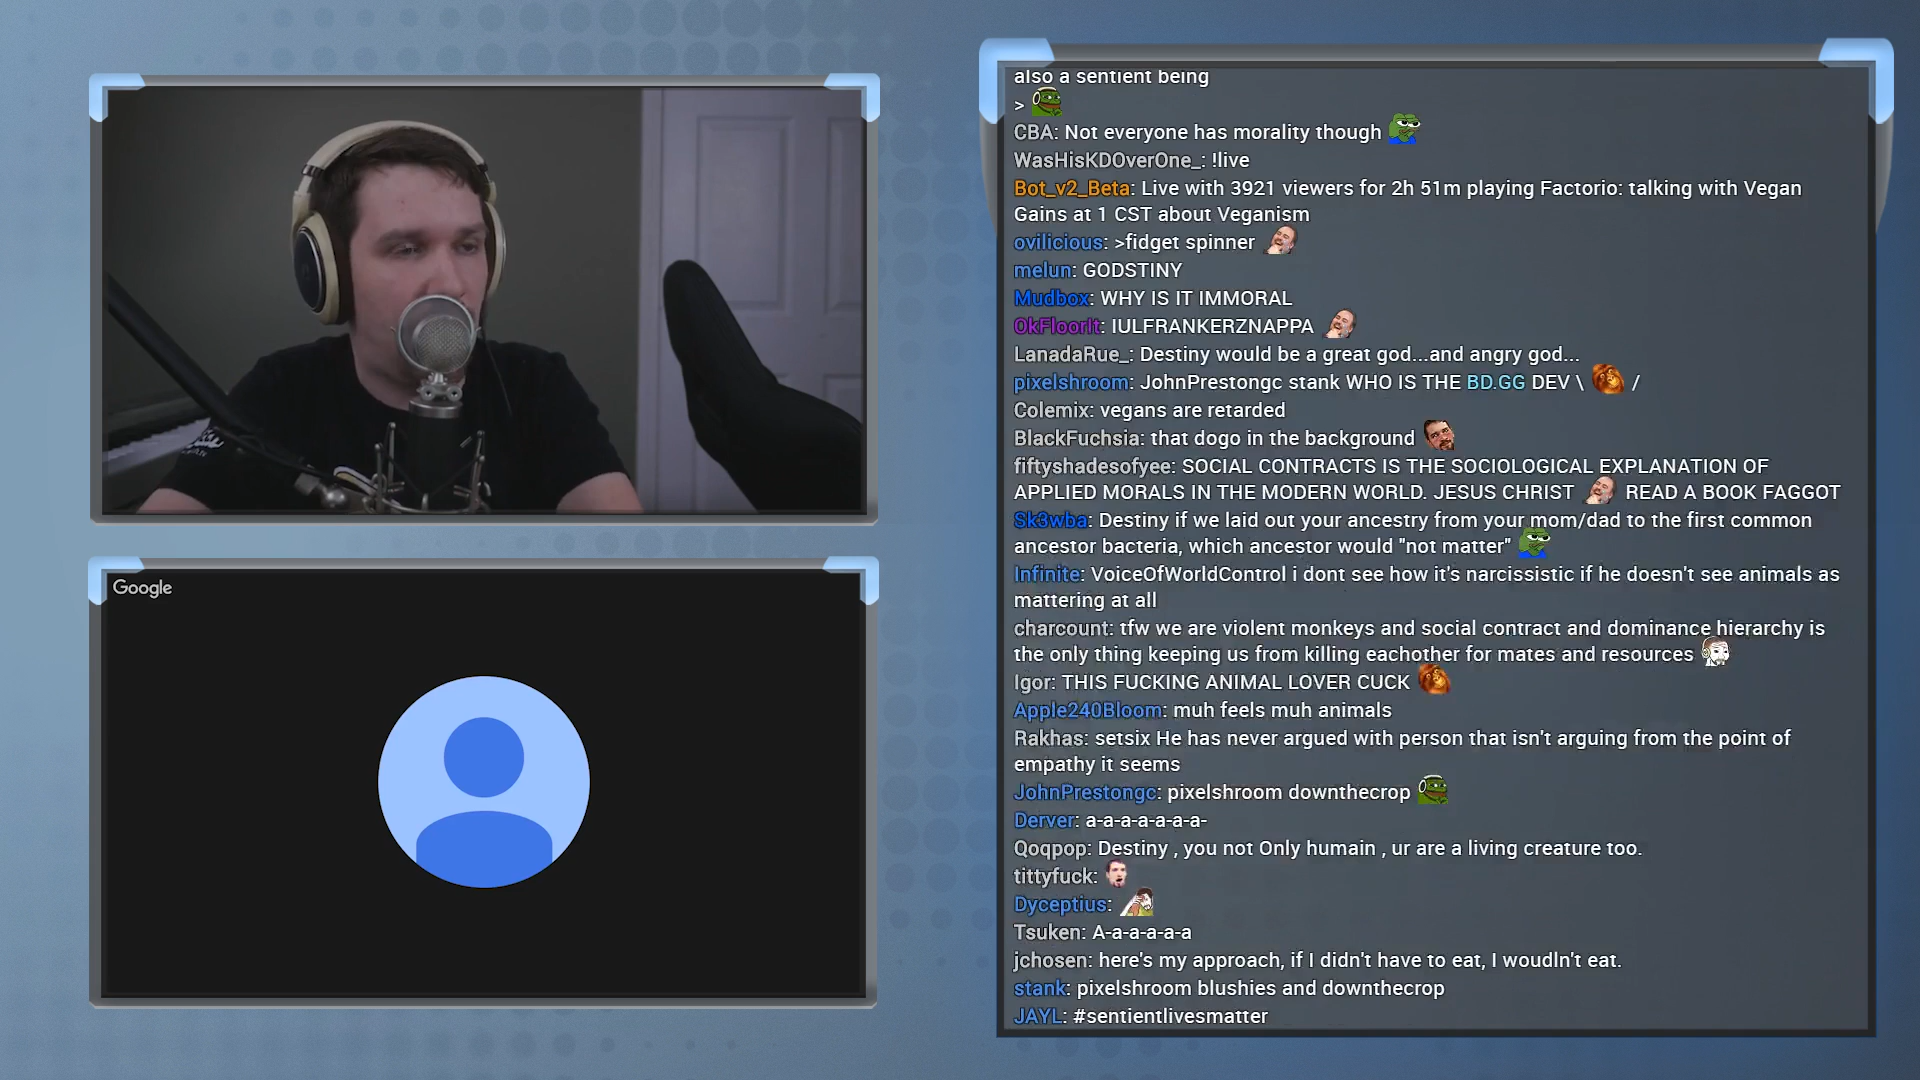 Google
also a sentient being
>
CBA: Not everyone has morality though
WasHisKDOverOne_: !live
Bot_v2_Beta: Live with 3921 viewers for 2h 51m playing Factorio: talking with Vegan
Gains at 1 CST about Veganism
ovilicious: >fidget spinner
melun: GODSTINY
Mudbox: WHY IS IT IMMORAL
OkFloorIt: IULFRANKERZNAPPA
LanadaRue_: Destiny would be a great god...and angry god...
pixelshroom: JohnPrestongc stank WHO IS THE BD.GG DEV \ /
Colemix: vegans are retarded
BlackFuchsia: that dogo in the background
fiftyshadesofyee: SOCIAL CONTRACTS IS THE SOCIOLOGICAL EXPLANATION OF
APPLIED MORALS IN THE MODERN WORLD. JESUS CHRIST READ A BOOK FAGGOT
Sk3wba: Destiny if we laid out your ancestry from your mom/dad to the first common
ancestor bacteria, which ancestor would "not matter"
Infinite: VoiceOfWorldControl i dont see how it's narcissistic if he doesn't see animals as
mattering at all
charcount: tfw we are violent monkeys and social contract and dominance hierarchy is
the only thing keeping us from killing eachother for mates and resources
Igor: THIS FUCKING ANIMAL LOVER CUCK
Apple240Bloom: muh feels muh animals
Rakhas: setsix He has never argued with person that isn't arguing from the point of
empathy it seems
JohnPrestongc: pixelshroom downthecrop
Derver: a-a-a-a-a-a-a-
Qoqpop: Destiny , you not Only humain , ur are a living creature too.
tittyfuck:
Dyceptius:
Tsuken: A-a-a-a-a-a
jchosen: here's my approach, if I didn't have to eat, I woudln't eat.
stank: pixelshroom blushies and downthecrop
JAYL: #sentientlivesmatter